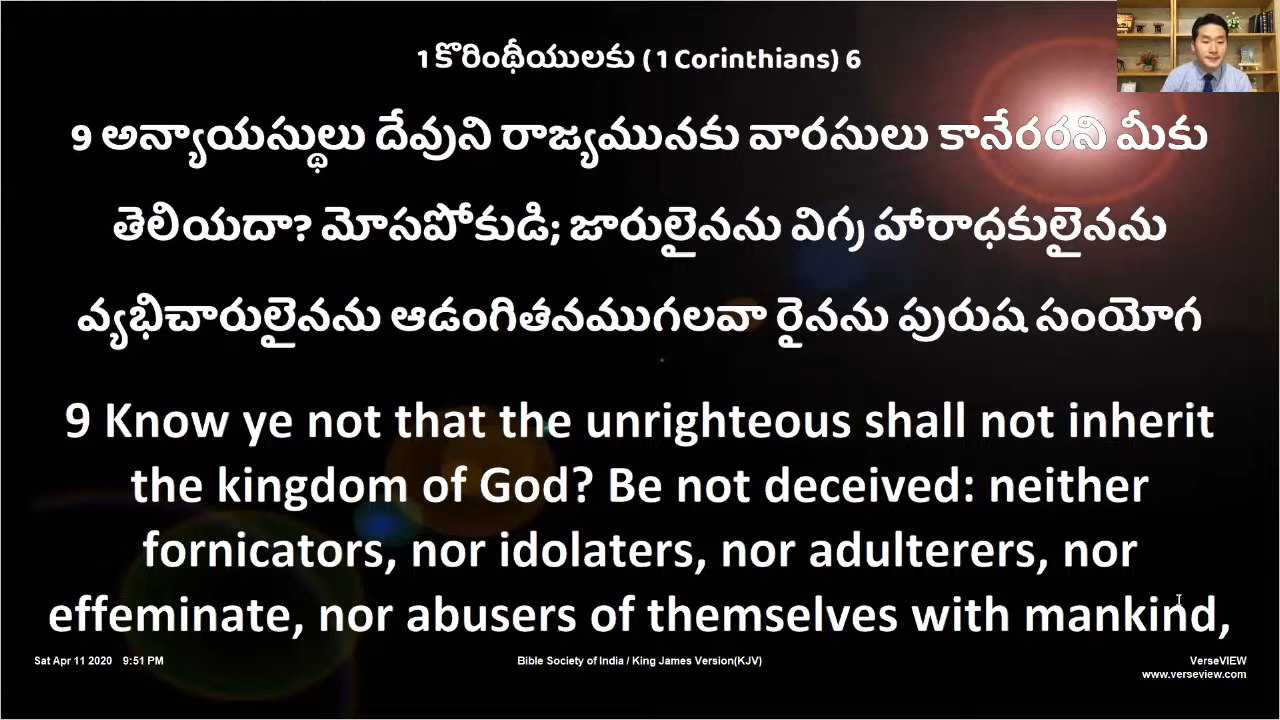 1 కొరింథీయులకు ( 1 Corinthians) 6
9 అన్యాయస్థులు దేవుని రాజ్యమునకు వారసులు కానేరరని మీకు
తెలియదా? మోసపోకుడి; జారులైనను విగ్ర హారాధకులైనను
వ్యభిచారులైనను ఆడంగితనముగలవా రైనను పురుష సంయోగ
9 Know ye not that the unrighteous shall not inherit
the kingdom of God? Be not deceived: neither
fornicators, nor idolaters, nor adulterers, nor
effeminate, nor abusers of themselves with mankind,
Sat Apr 11 2020 9:51 PM
Bible Society of India / King James Version(KJV)
VerseVIEW
www.verseview.com